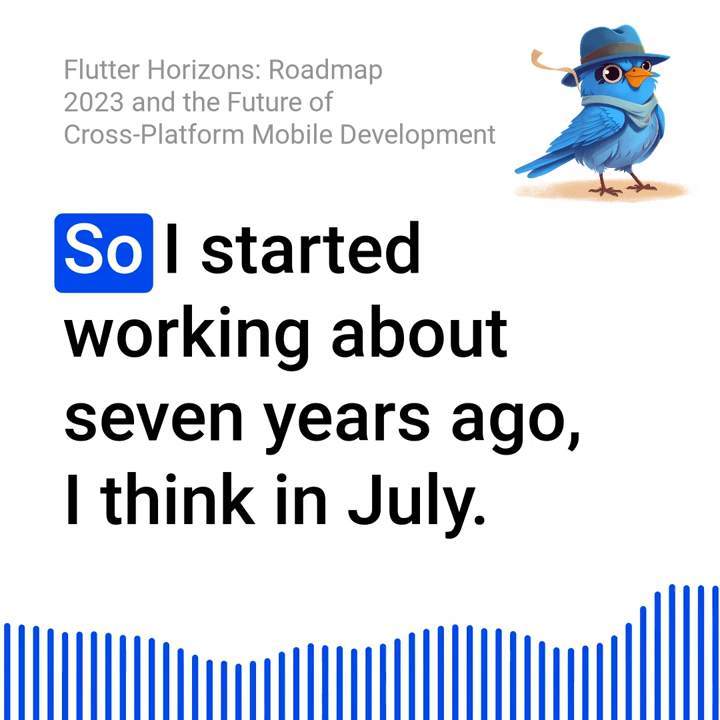 Flutter Horizons: Roadmap
2023 and the Future of
Cross-Platform Mobile Development
So I started
working about
seven years ago,
I think in July.